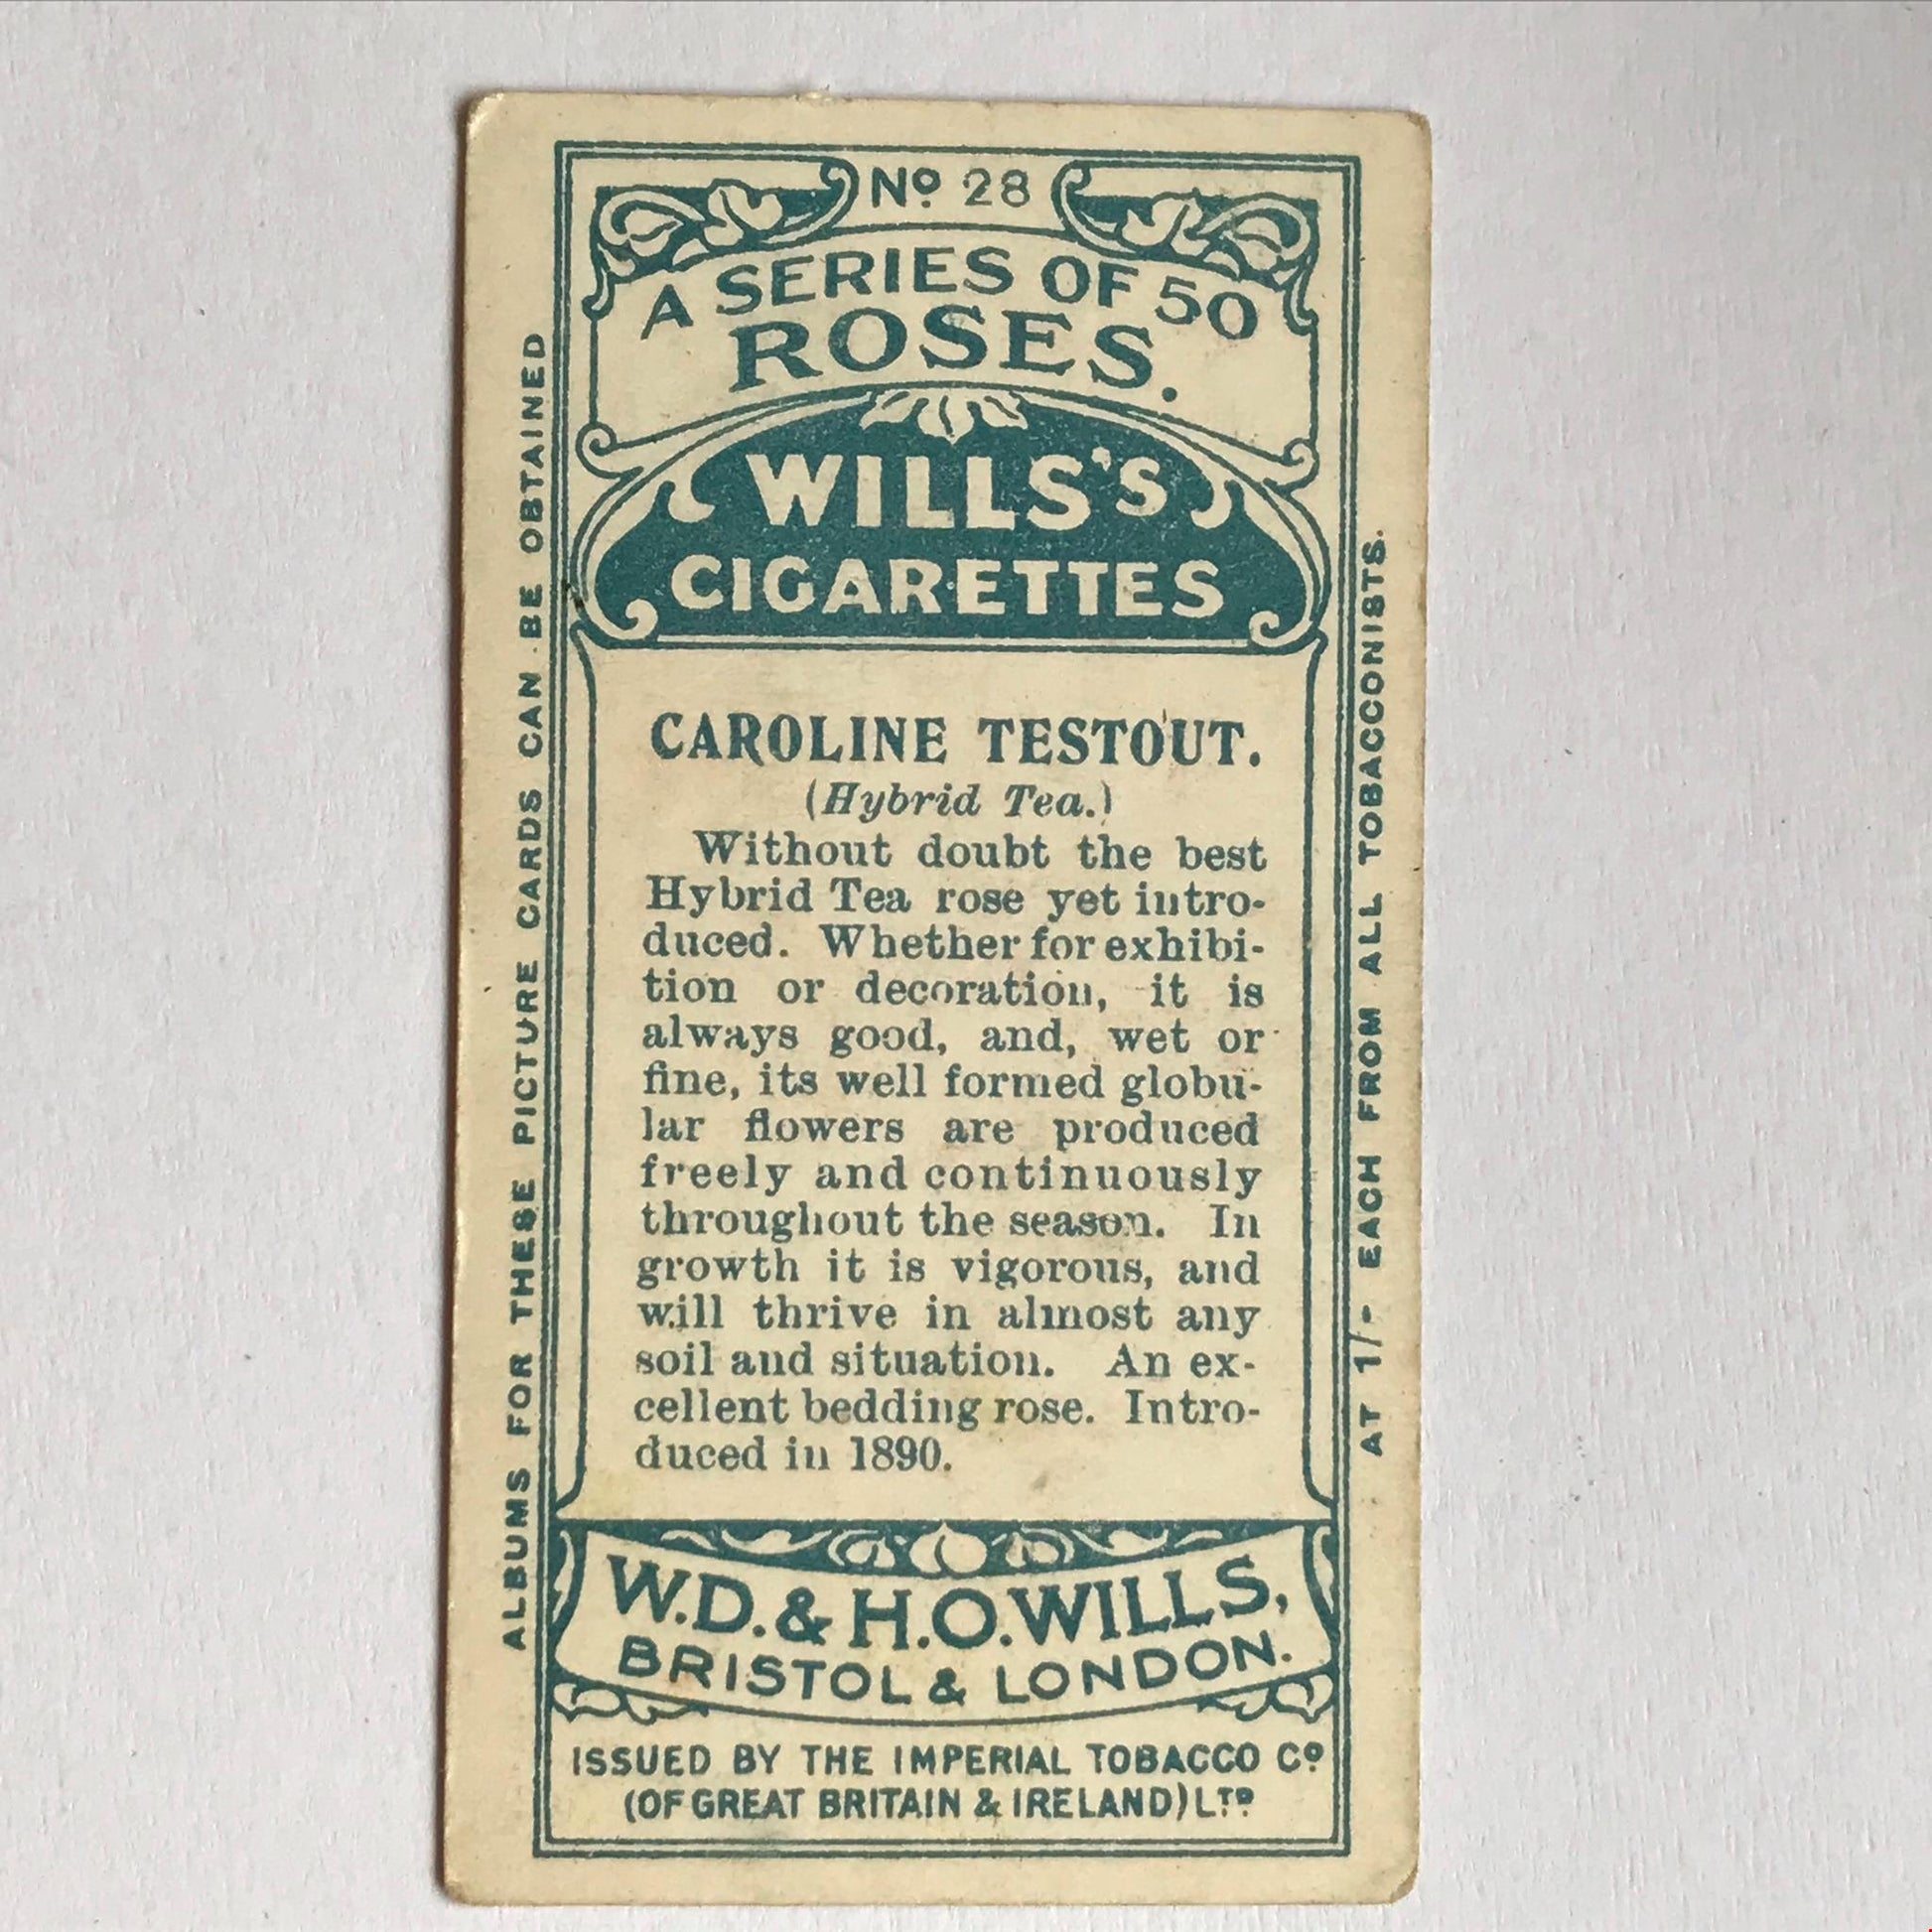 Nº 28
A SERIES OF 50
ROSES.
WILLS'S
CIGARETTES
CAROLINE TESTOUT.
(Hybrid Tea.)
Without doubt the best
Hybrid Tea rose yet intro-
duced. Whether for exhibi-
tion or decoration, it is
always good, and, wet or
fine, its well formed globu-
lar flowers are produced
freely and continuously
throughout the season. In
growth it is vigorous, and
will thrive in almost any
soil and situation. An ex-
cellent bedding rose. Intro-
duced in 1890.
W.D. & H.O. WILLS,
BRISTOL & LONDON.
ISSUED BY THE IMPERIAL TOBACCO Cº
(OF GREAT BRITAIN & IRELAND) LTD
ALBUMS FOR THESE PICTURE CARDS CAN BE OBTAINED
AT 1/- EACH FROM ALL TOBACCONISTS.